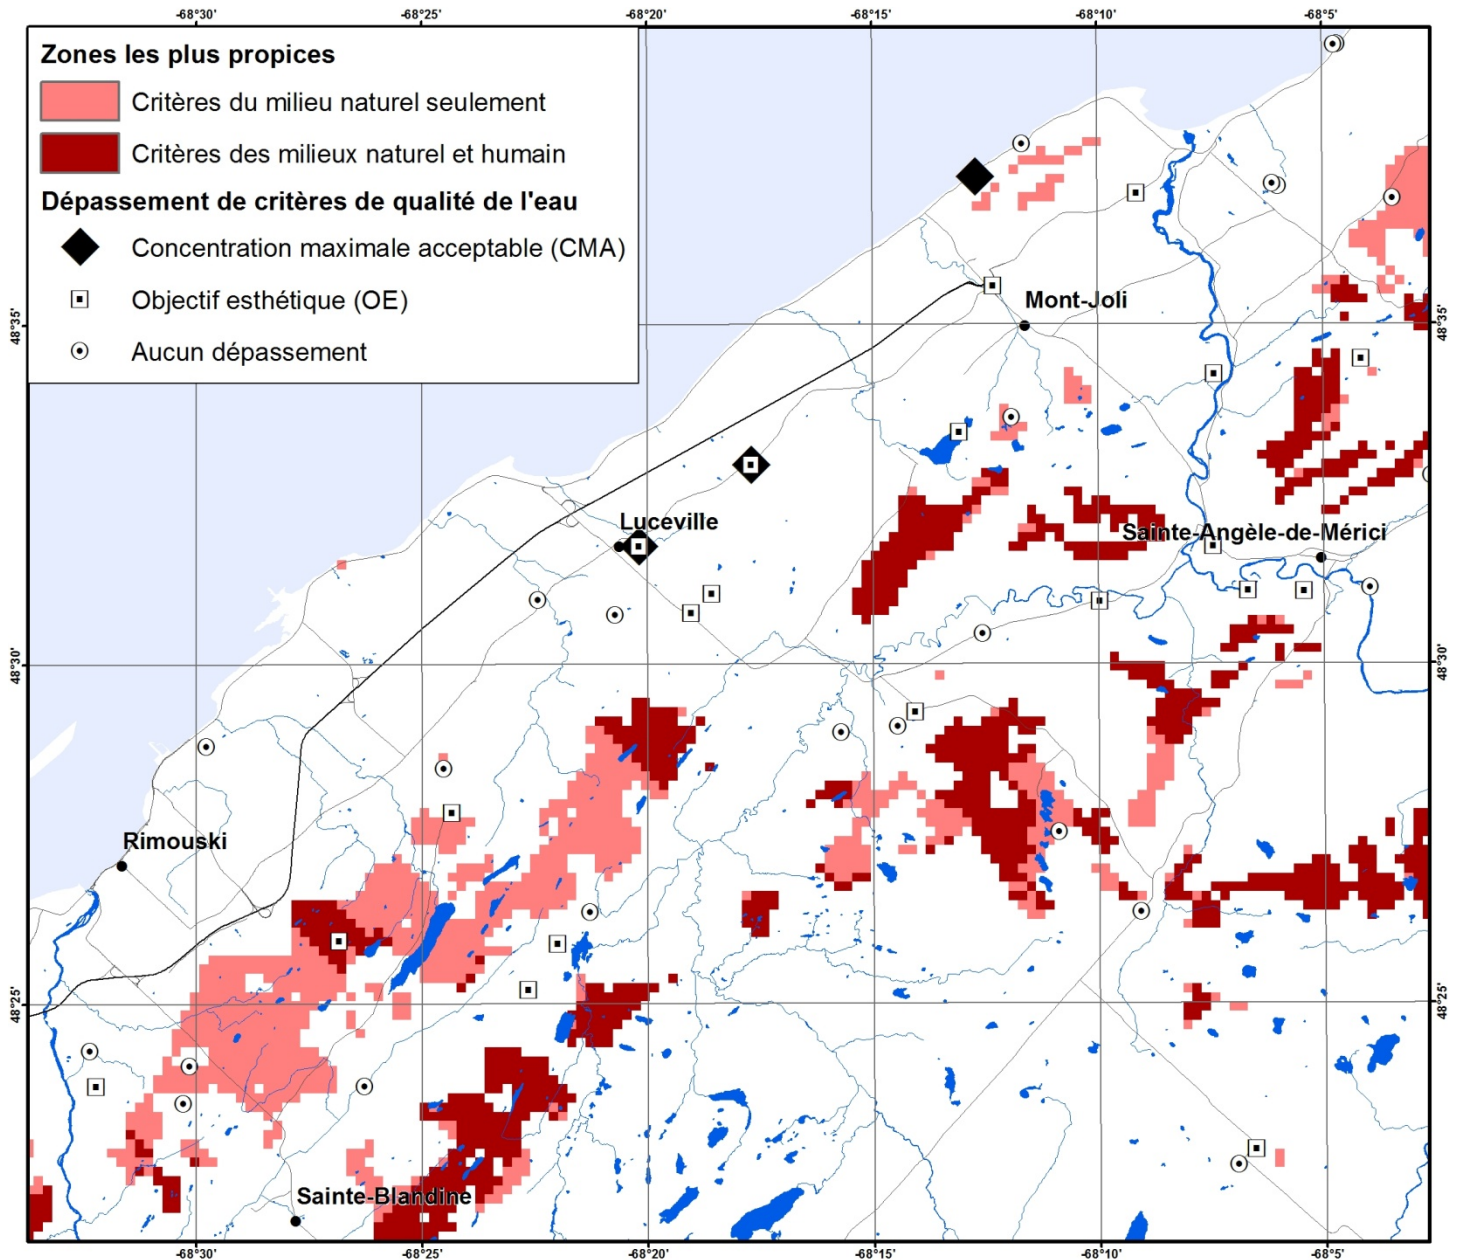 -68°30' -68°25' -68°20' -68°15' -68°10' -68°5'
Zones les plus propices
Critères du milieu naturel seulement
Critères des milieux naturel et humain
Dépassement de critères de qualité de l'eau
Concentration maximale acceptable (CMA)
Objectif esthétique (OE)
Aucun dépassement
Mont-Joli
48°35' 48°35'
Luceville
Sainte-Angèle-de-Mérici
48°30' 48°30'
Rimouski
48°25' 48°25'
Sainte-Blandine
-68°30' -68°25' -68°20' -68°15' -68°10' -68°5'